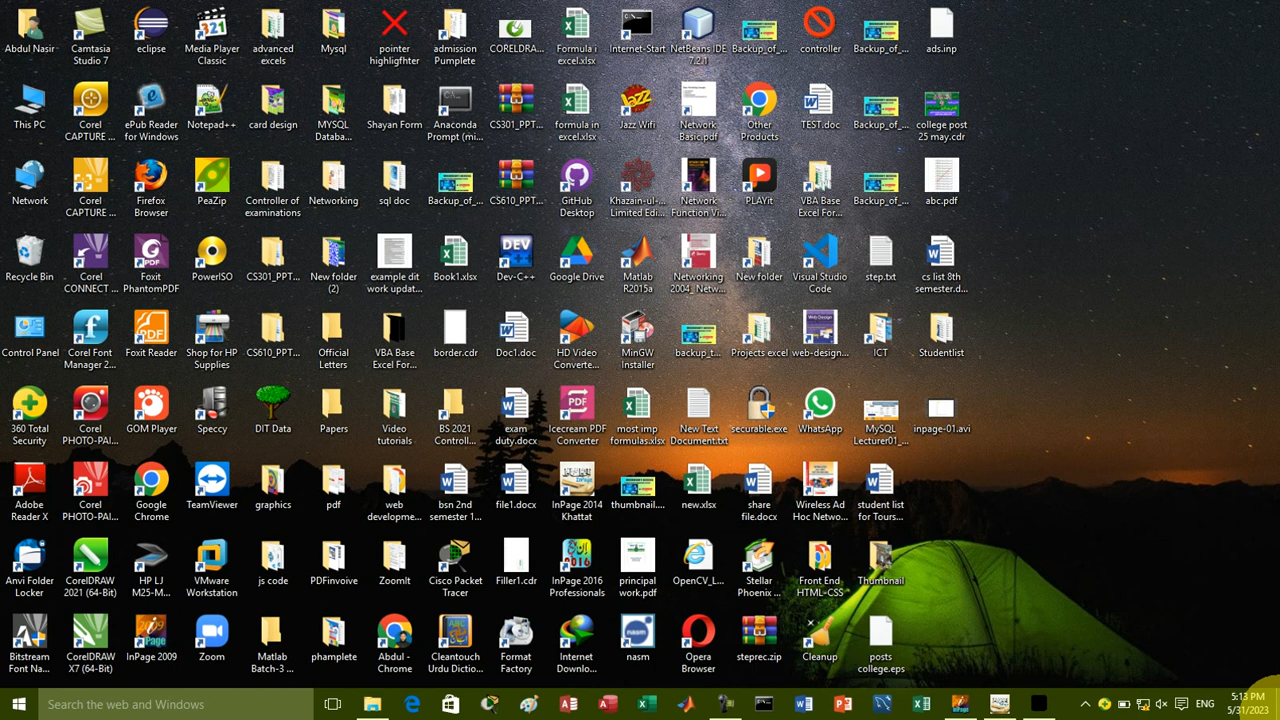 Abdul Nasir
Camtasia Studio 7
eclipse
Media Player Classic
advanced excels
Mysql
pointer highligfhter
admission Pumplete
CORELDRA...
Formula i excel.xlsx
Internet-Start
NetBeans IDE 7.2.1
Backup_of_...
controller
Backup_of_...
ads.inp
This PC
Corel CAPTURE ...
ePub Reader for Windows
Notepad++
card design
MYSQL Databa...
Shayan Form
Anaconda Prompt (mi...
CS301_PPT...
formula in excel.xlsx
Jazz Wifi
Network Basic.pdf
Other Products
TEST.doc
Backup_of_...
college post 25 may.cdr
Network
Corel CAPTURE ...
Firefox Browser
PeaZip
Controller of examinations
Networking
sql doc
Backup_of_...
CS610_PPT...
GitHub Desktop
Khazain-ul-... Limited Edi...
Network Function Vi...
PLAYit
VBA Base Excel For...
Backup_of_...
abc.pdf
Recycle Bin
Corel CONNECT ...
Foxit PhantomPDF
PowerISO
CS301_PPT...
New folder (2)
example dit work updat...
Book1.xlsx
Dev-C++
Google Drive
Matlab R2015a
Networking 2004_Netw...
New folder
Visual Studio Code
step.txt
cs list 8th semester.d...
Control Panel
Corel Font Manager 2...
Foxit Reader
Shop for HP Supplies
CS610_PPT...
Official Letters
VBA Base Excel For...
border.cdr
Doc1.doc
HD Video Converte...
MinGW Installer
backup_t...
Projects excel
web-design...
ICT
Studentlist
360 Total Security
Corel PHOTO-PAI...
GOM Player
Speccy
DIT Data
Papers
Video tutorials
BS 2021 Controll...
exam duty.docx
Icecream PDF Converter
most imp formulas.xlsx
New Text Document.txt
securable.exe
WhatsApp
MySQL Lecturer01_...
inpage-01.avi
Adobe Reader X
Corel PHOTO-PAI...
Google Chrome
TeamViewer
graphics
pdf
web developme...
bsn 2nd semester 1...
file1.docx
InPage 2014 Khattat
thumbnail....
new.xlsx
share file.docx
Wireless Ad Hoc Netwo...
student list for Tours...
Anvi Folder Locker
CorelDRAW 2021 (64-Bit)
HP LJ M25-M...
VMware Workstation
js code
PDFinvoive
ZoomIt
Cisco Packet Tracer
Filler1.cdr
InPage 2016 Professionals
principal work.pdf
OpenCV_I...
Stellar Phoenix ...
Front End HTML-CSS
Thumbnail
Bitstream Font Na...
CorelDRAW X7 (64-Bit)
InPage 2009
Zoom
Matlab Batch-3 ...
phamplete
Abdul - Chrome
Cleantouch Urdu Dictio...
Format Factory
Internet Downlo...
nasm
Opera Browser
steprec.zip
Cleanup
posts college.eps
Search the web and Windows
ENG
5:13 PM
5/31/2023